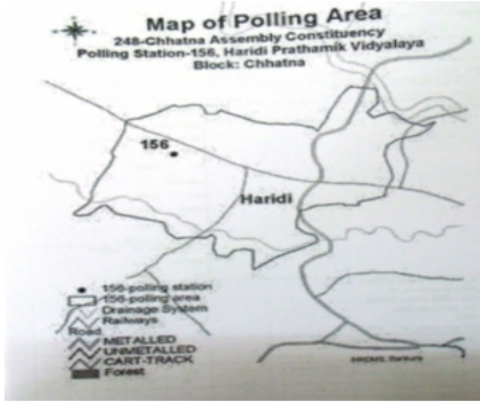 Map of Polling Area
248-Chhatna Assembly Constituency
Polling Station-156, Haridi Prathamik Vidyalaya
Block: Chhatna
156
Haridi
156-polling station
156-polling area
Drainage System
Railways
Road
METALLED
UNMETALLED
CART-TRACK
Forest
Bankura